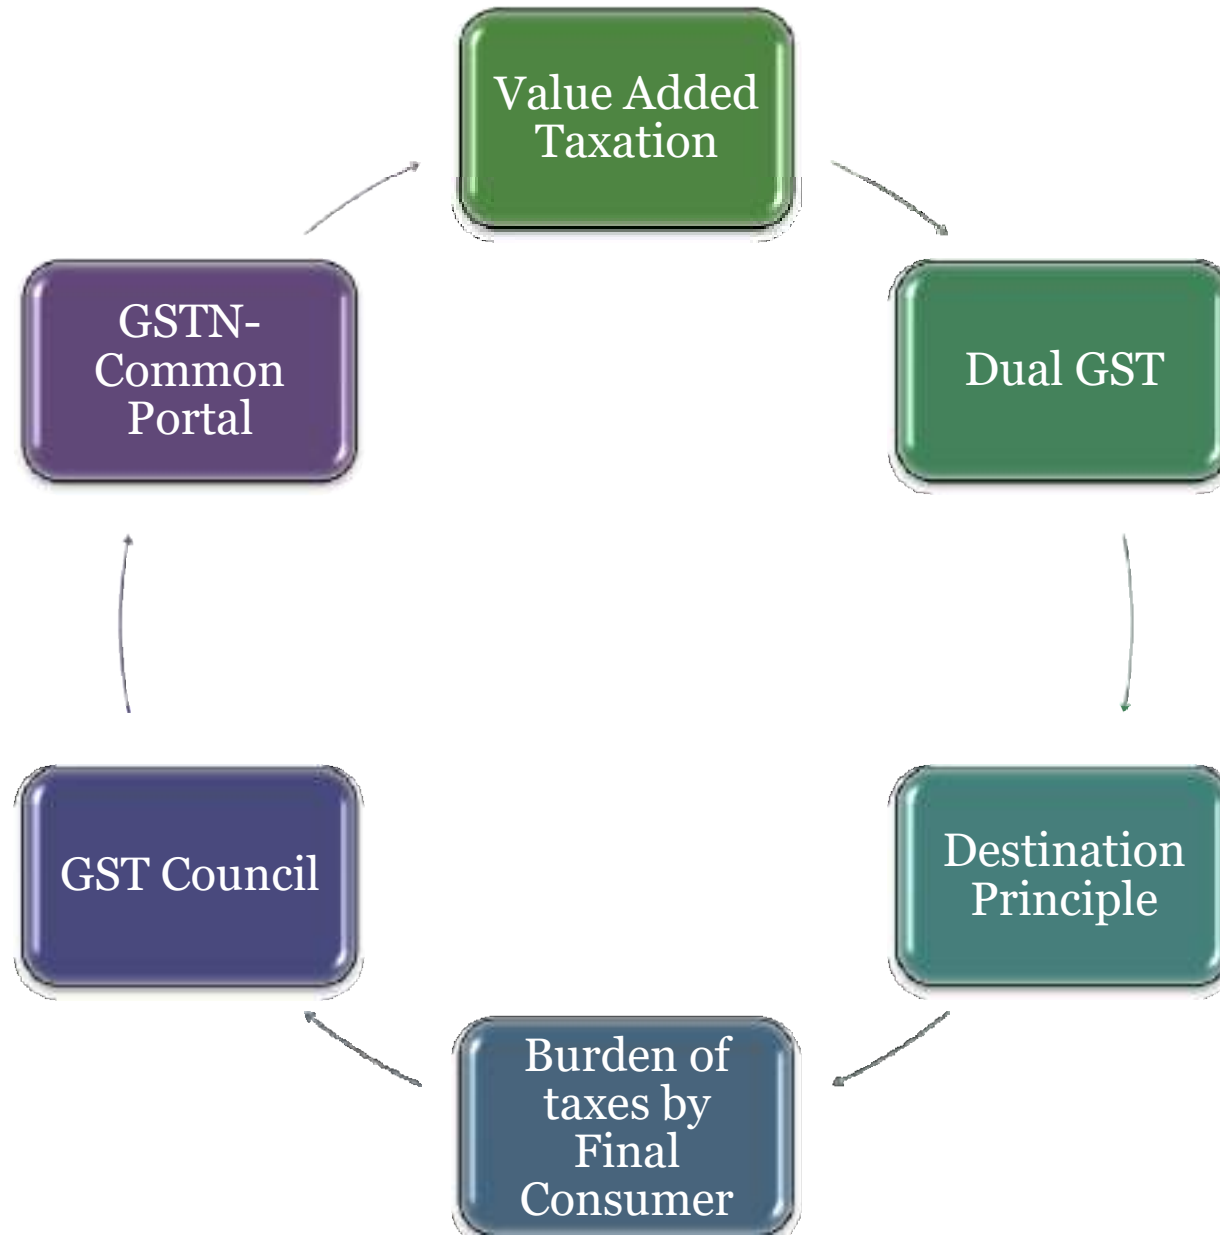 Value Added
Taxation
Dual GST
Destination
Principle
Burden of
taxes by
Final
Consumer
GST Council
GSTN-
Common
Portal